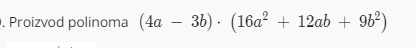 . Proizvod polinoma (4a − 3b) · (16a² + 12ab + 9b²)